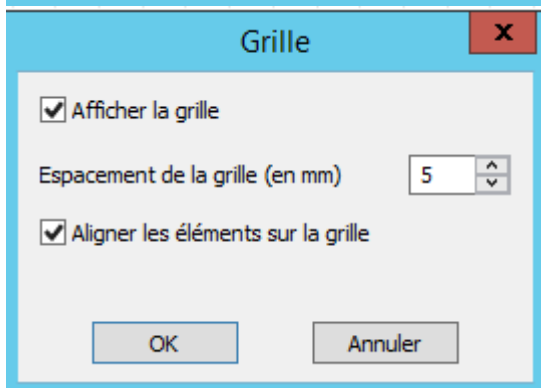 Grille
x
Afficher la grille
Espacement de la grille (en mm) 5
Aligner les éléments sur la grille
OK Annuler